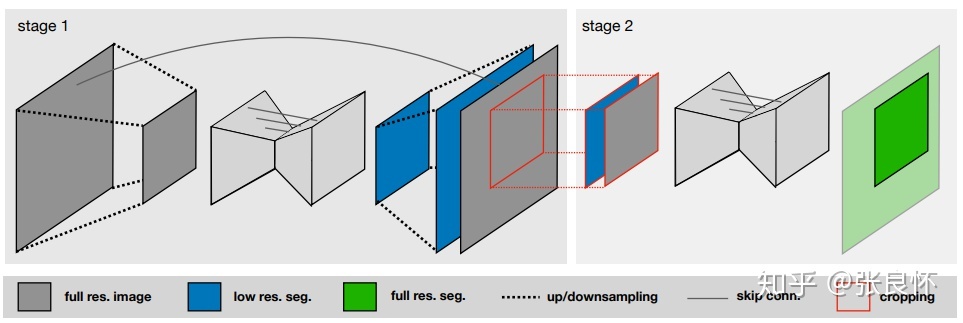 stage 1
stage 2
full res. image
low res. seg.
full res. seg.
up/downsampling
skip conn.
cropping
知乎 @张良怀